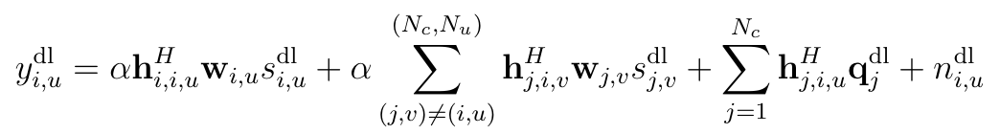 $y_{i,u}^{\mathrm{dl}} = \alpha \mathbf{h}_{i,i,u}^{H} \mathbf{w}_{i,u} s_{i,u}^{\mathrm{dl}} + \alpha \sum_{(j,v) \neq (i,u)}^{(N_c, N_u)} \mathbf{h}_{j,i,v}^{H} \mathbf{w}_{j,v} s_{j,v}^{\mathrm{dl}} + \sum_{j=1}^{N_c} \mathbf{h}_{j,i,u}^{H} \mathbf{q}_{j}^{\mathrm{dl}} + n_{i,u}^{\mathrm{dl}}$